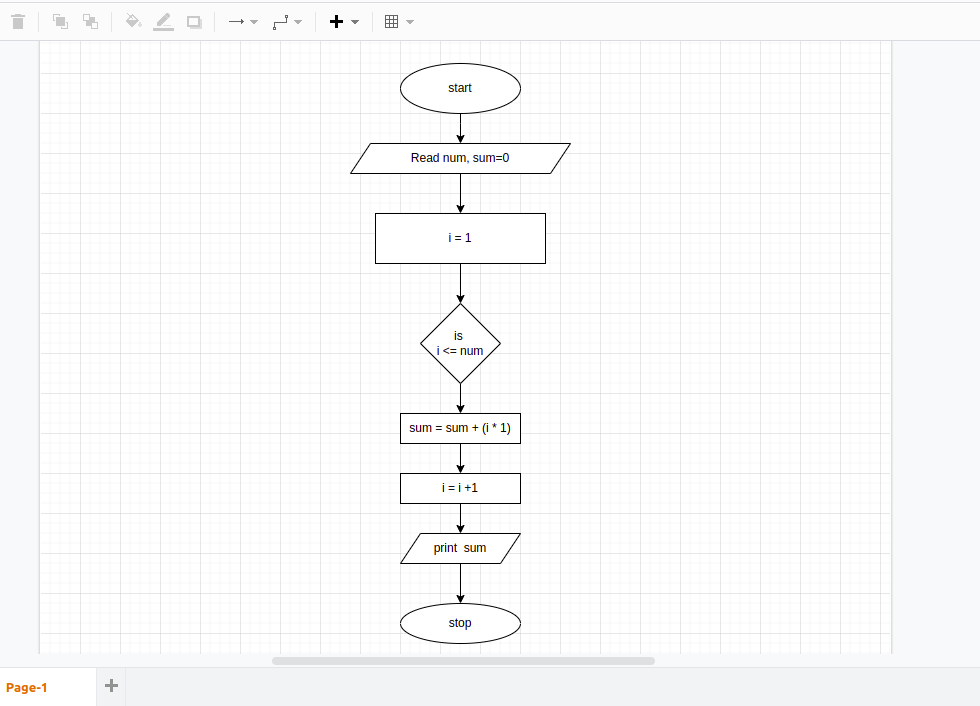 start
Read num, sum=0
i = 1
is
i <= num
sum = sum + (i * 1)
i = i +1
print  sum
stop
Page-1